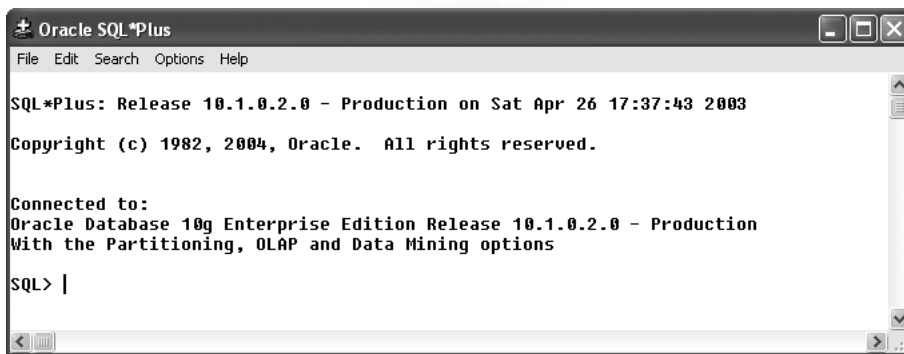 Oracle SQL*Plus
File Edit Search Options Help
SQL*Plus: Release 10.1.0.2.0 - Production on Sat Apr 26 17:37:43 2003
Copyright (c) 1982, 2004, Oracle. All rights reserved.
Connected to:
Oracle Database 10g Enterprise Edition Release 10.1.0.2.0 - Production
With the Partitioning, OLAP and Data Mining options
SQL>